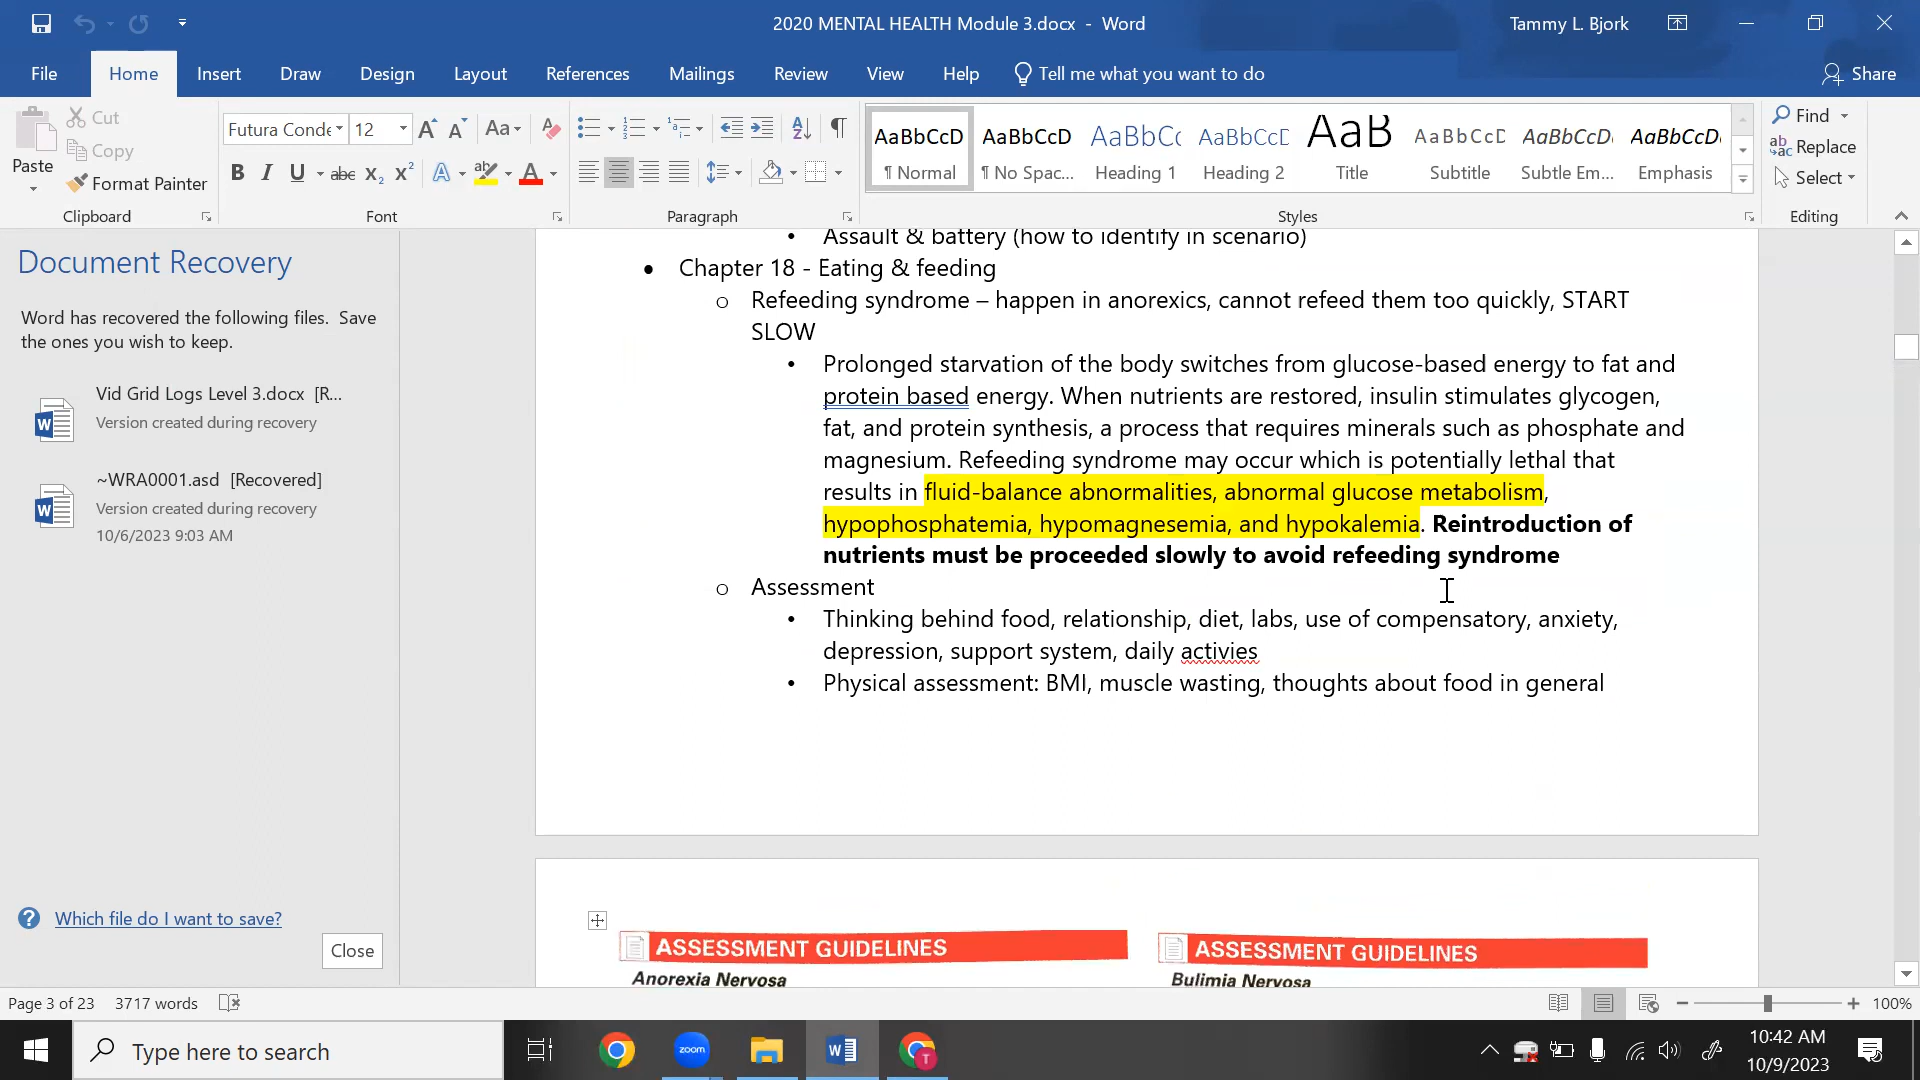 2020 MENTAL HEALTH Module 3.docx - Word
Tammy L. Bjork
File Home Insert Draw Design Layout References Mailings Review View Help Tell me what you want to do Share
Paste
Cut
Copy
Format Painter
Clipboard
Futura Conde 12
Font
Paragraph
AaBbCcD ¶ Normal
AaBbCcD ¶ No Spac...
AaBbCc Heading 1
AaBbCcD Heading 2
AaB Title
AaBbCcD Subtitle
AaBbCcD Subtle Em...
AaBbCcD Emphasis
Styles
Find
Replace
Select
Editing
Document Recovery
Word has recovered the following files. Save
the ones you wish to keep.
Vid Grid Logs Level 3.docx [R...
Version created during recovery
~WRA0001.asd [Recovered]
Version created during recovery
10/6/2023 9:03 AM
Which file do I want to save?
Close
• Assault & battery (how to identify in scenario)
• Chapter 18 - Eating & feeding
o Refeeding syndrome – happen in anorexics, cannot refeed them too quickly, START
SLOW
• Prolonged starvation of the body switches from glucose-based energy to fat and
protein based energy. When nutrients are restored, insulin stimulates glycogen,
fat, and protein synthesis, a process that requires minerals such as phosphate and
magnesium. Refeeding syndrome may occur which is potentially lethal that
results in fluid-balance abnormalities, abnormal glucose metabolism,
hypophosphatemia, hypomagnesemia, and hypokalemia. Reintroduction of
nutrients must be proceeded slowly to avoid refeeding syndrome
o Assessment
• Thinking behind food, relationship, diet, labs, use of compensatory, anxiety,
depression, support system, daily activies
• Physical assessment: BMI, muscle wasting, thoughts about food in general
ASSESSMENT GUIDELINES
Anorexia Nervosa
ASSESSMENT GUIDELINES
Bulimia Nervosa
Page 3 of 23 3717 words
100%
Type here to search
zoom
T
10:42 AM
10/9/2023